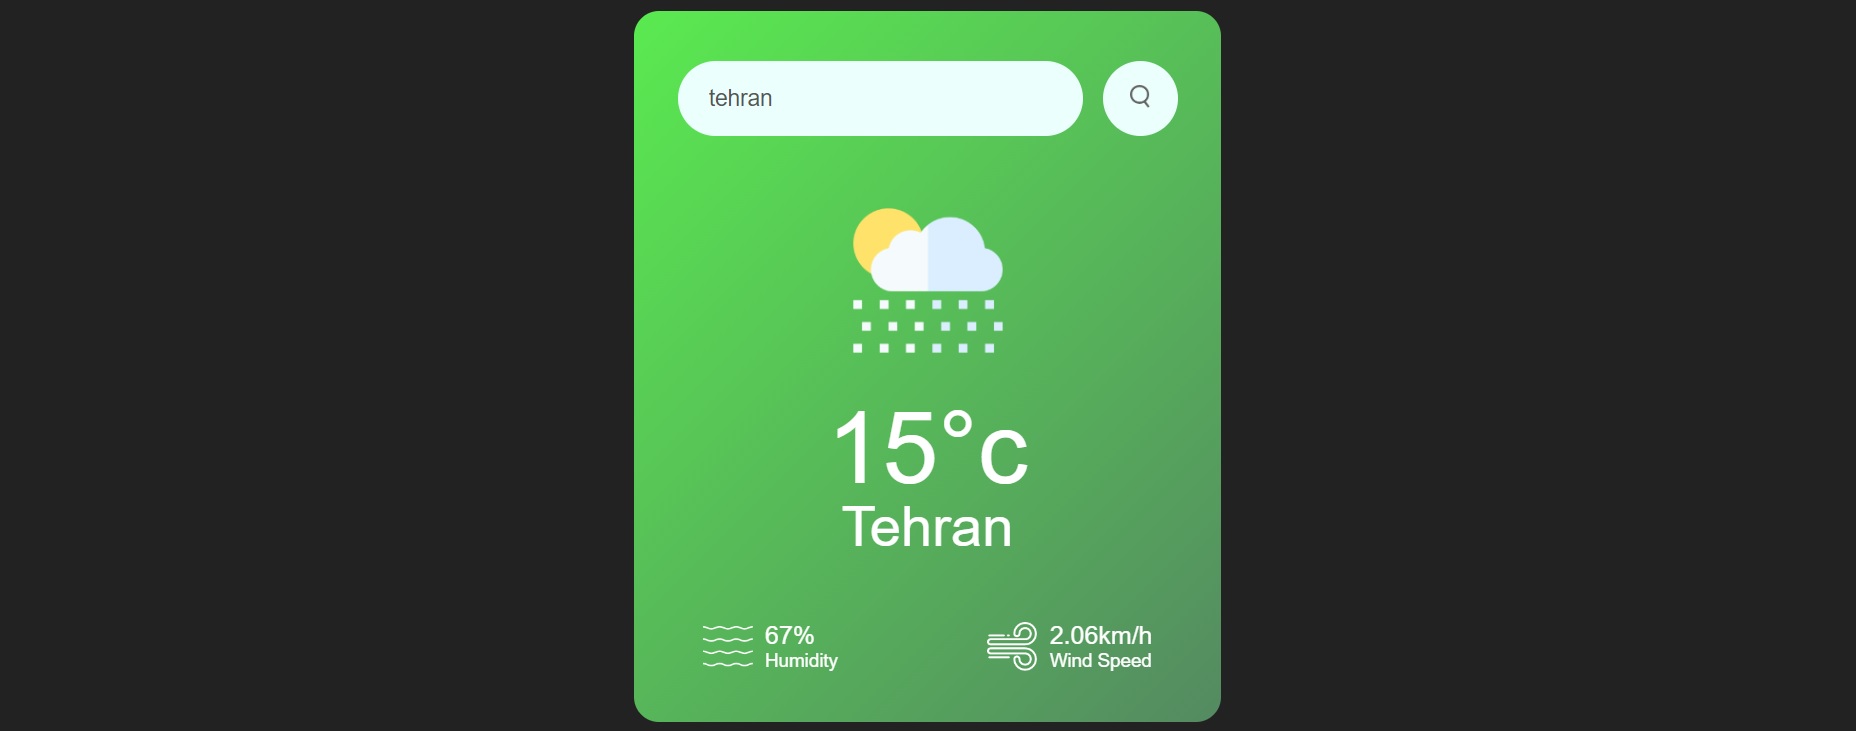 tehran
15°c
Tehran
67%
Humidity
2.06km/h
Wind Speed